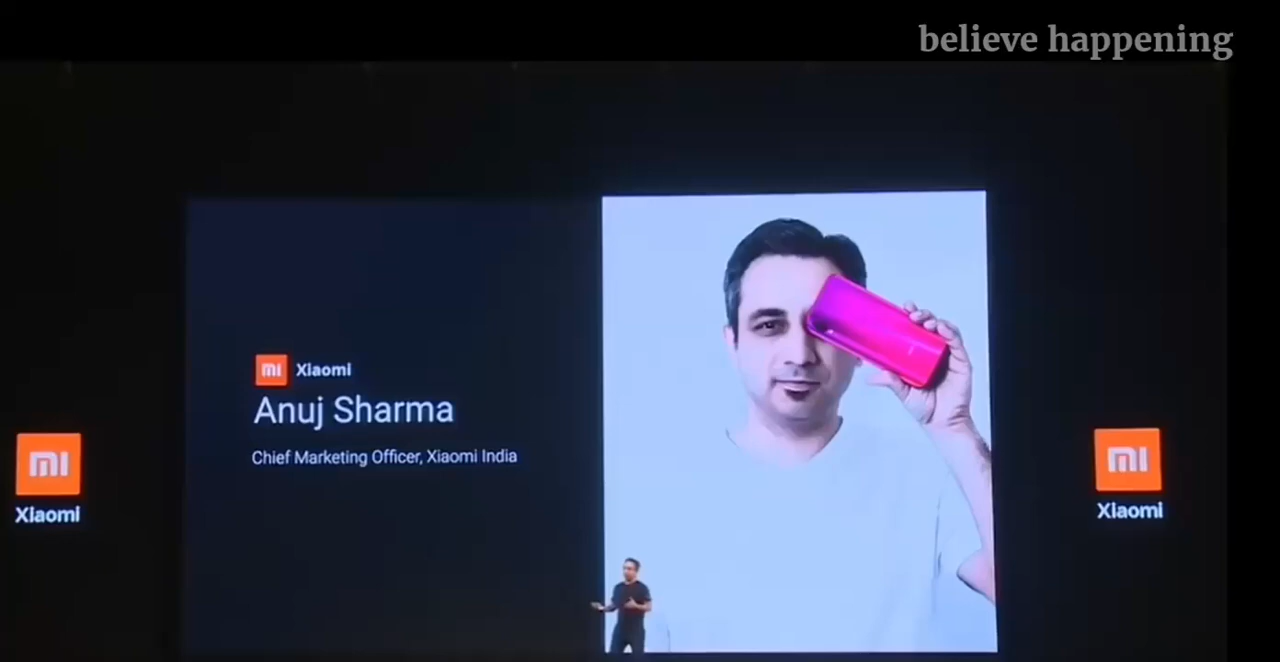 believe happening
mi Xiaomi
Anuj Sharma
Chief Marketing Officer, Xiaomi India
mi
Xiaomi
mi
Xiaomi